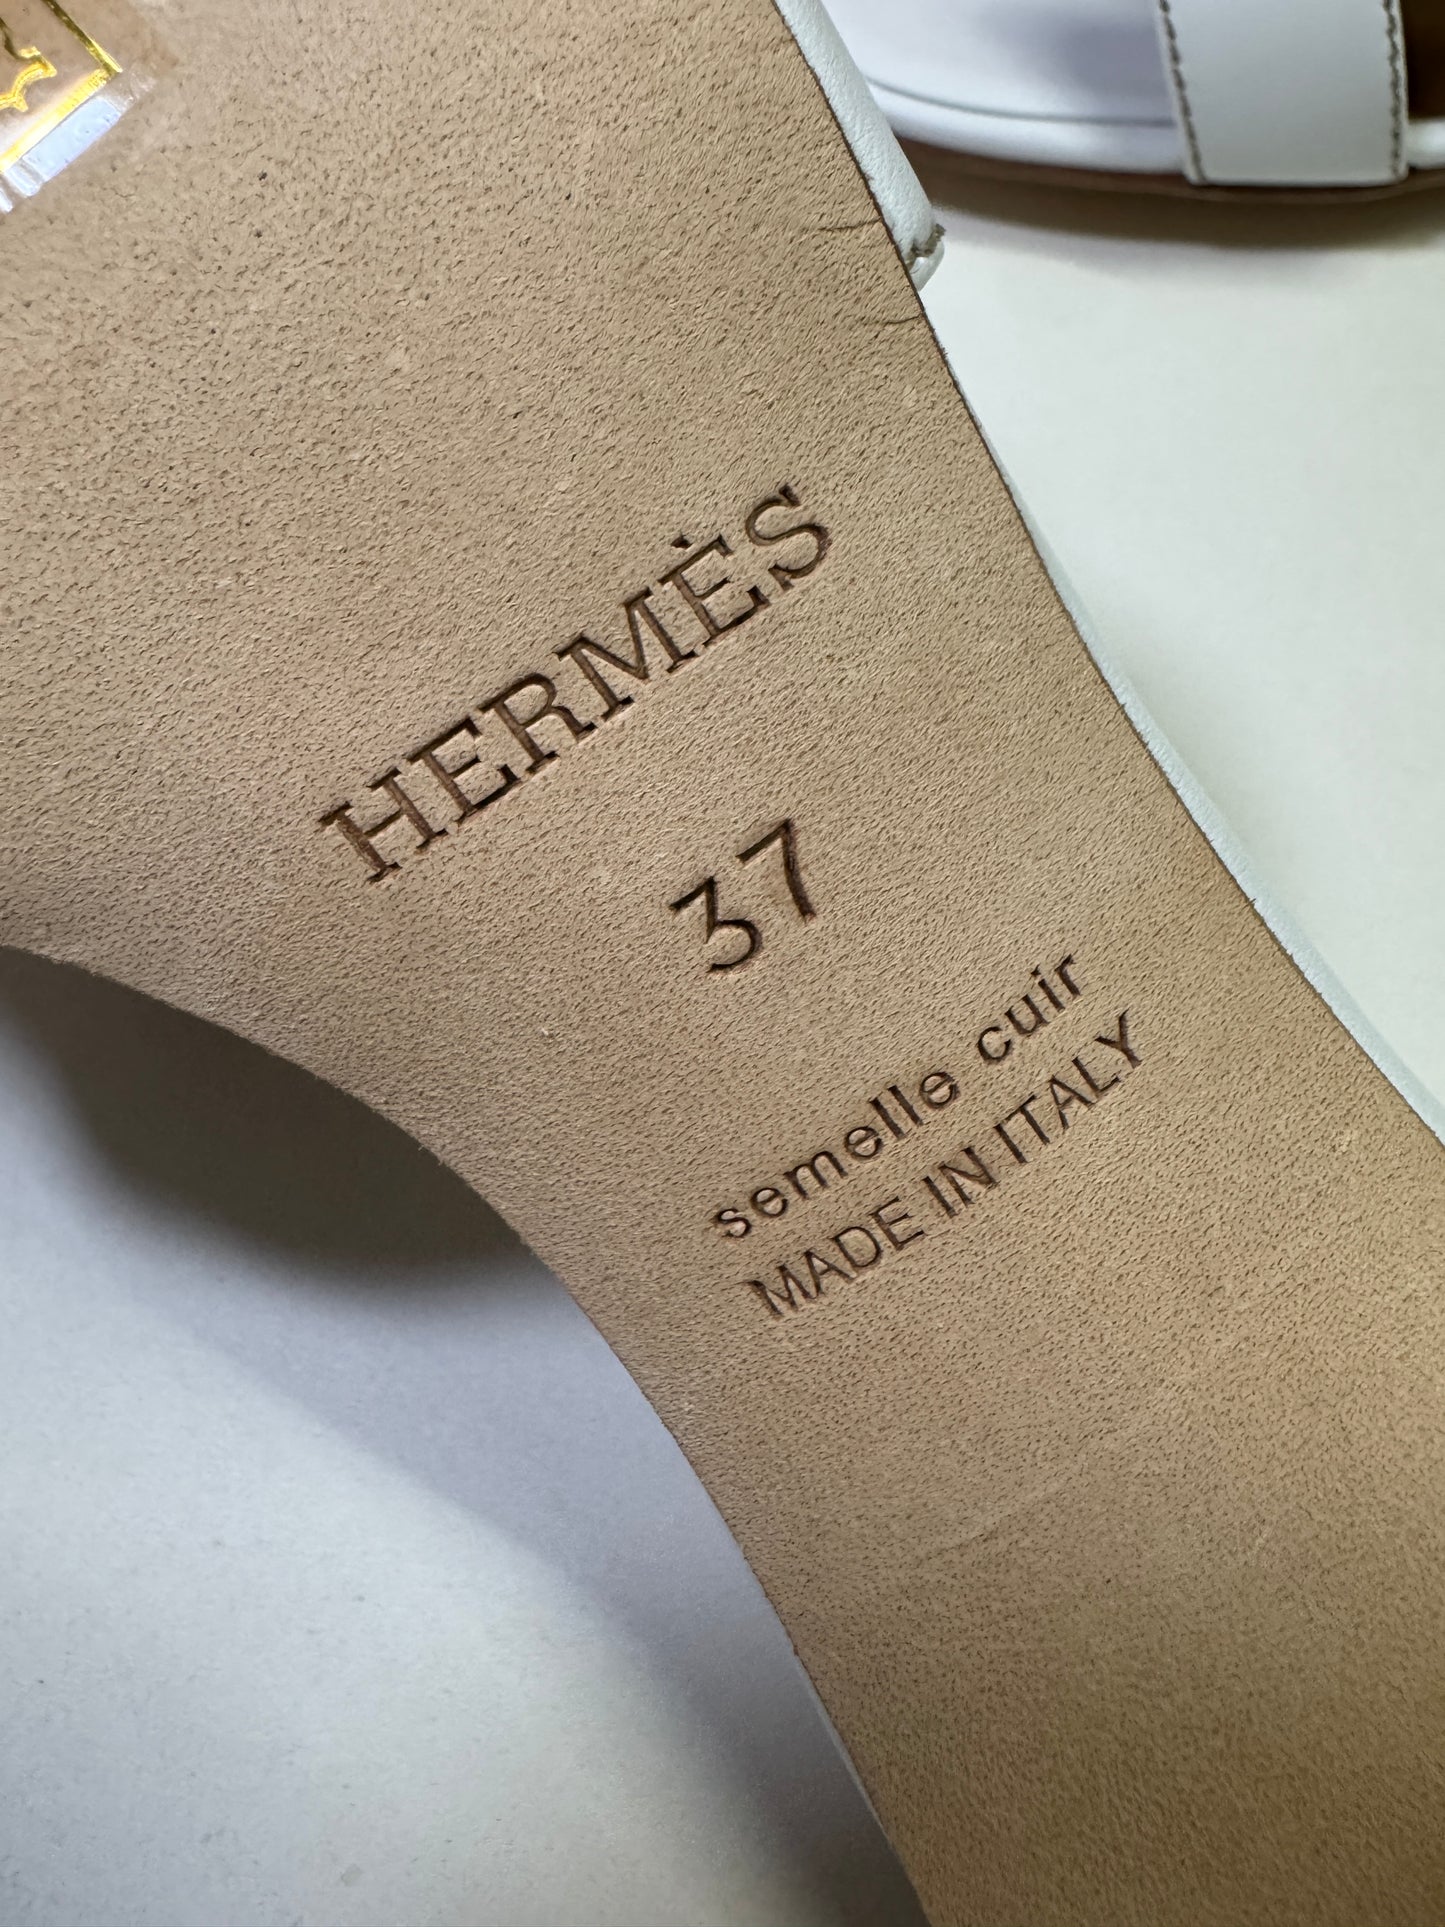 HERMÈS
37
semelle cuir
MADE IN ITALY